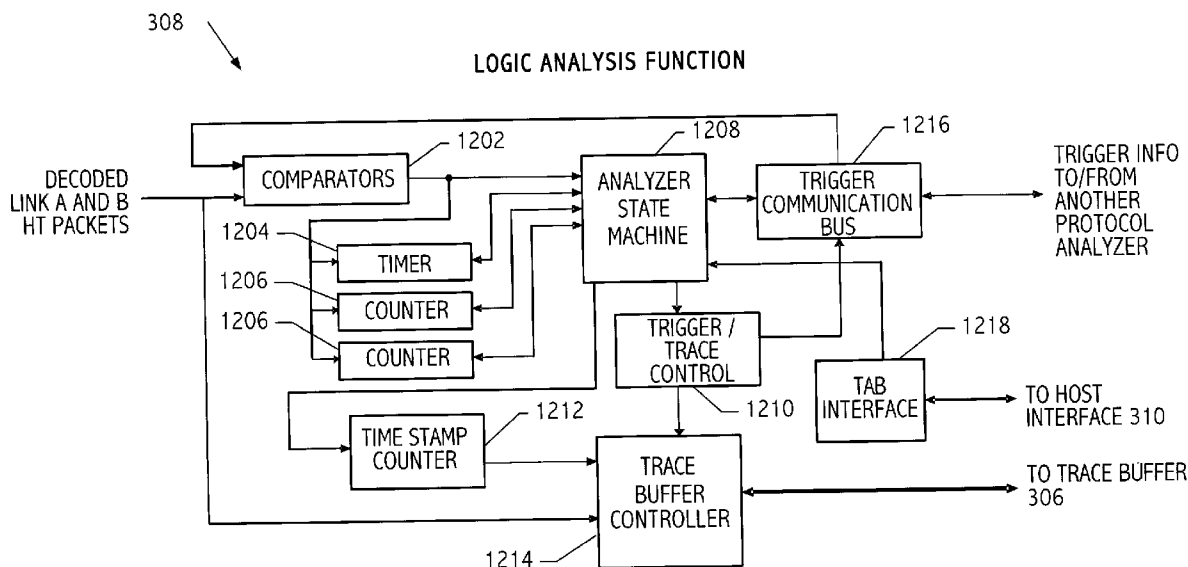 308
LOGIC ANALYSIS FUNCTION
1202
1208
1216
DECODED
LINK A AND B
HT PACKETS
COMPARATORS
ANALYZER
STATE
MACHINE
TRIGGER
COMMUNICATION
BUS
TRIGGER INFO
TO/FROM
ANOTHER
PROTOCOL
ANALYZER
1204
TIMER
1206
COUNTER
1206
COUNTER
TRIGGER /
TRACE
CONTROL
1210
1218
TAB
INTERFACE
TO HOST
INTERFACE 310
1212
TIME STAMP
COUNTER
TRACE
BUFFER
CONTROLLER
1214
TO TRACE BUFFER
306